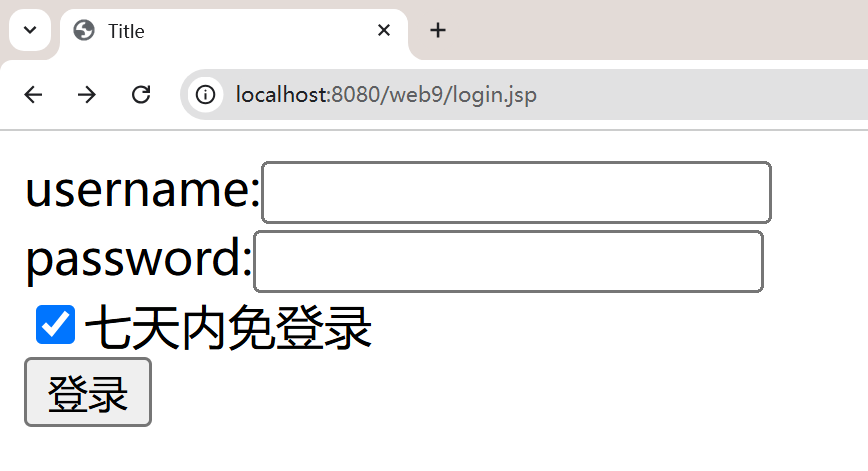 Title
localhost:8080/web9/login.jsp
username:
password:
七天内免登录
登录